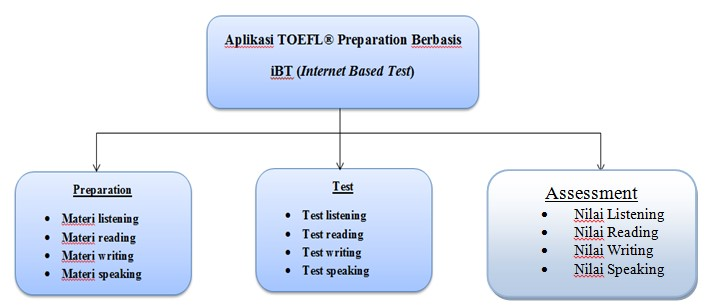 Aplikasi TOEFL® Preparation Berbasis
iBT (Internet Based Test)
Preparation
• Materi listening
• Materi reading
• Materi writing
• Materi speaking
Test
• Test listening
• Test reading
• Test writing
• Test speaking
Assessment
• Nilai Listening
• Nilai Reading
• Nilai Writing
• Nilai Speaking